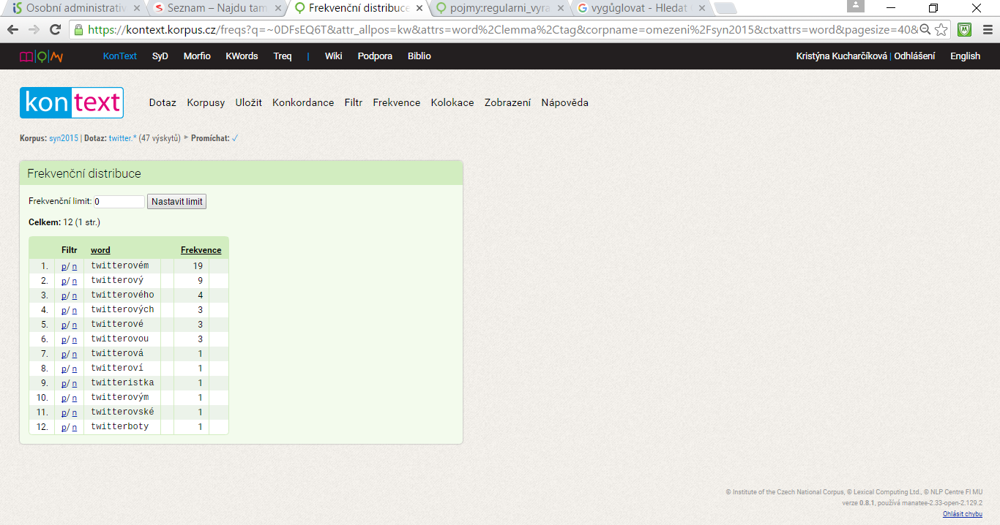 Osobní administrativ
Seznam – Najdu tam
Frekvenční distribuce
pojmy:regularni_vyra
vygůglovat - Hledat
https://kontext.korpus.cz/freqs?q=~0DFsEQ6T&attr_allpos=kw&attrs=word%2Clemma%2Ctag&corpname=omezeni%2Fsyn2015&ctxattrs=word&pagesize=40&
KonText SyD Morfio KWords Treq | Wiki Podpora Biblio
Kristýna Kucharčíková | Odhlášení English
kontext
Dotaz Korpusy Uložit Konkordance Filtr Frekvence Kolokace Zobrazení Nápověda
Korpus: syn2015 | Dotaz: twitter.* (47 výskytů) ▸ Promíchat: ✓
Frekvenční distribuce
Frekvenční limit: 0 Nastavit limit
Celkem: 12 (1 str.)
Filtr word Frekvence
1. p/ n twitterovém 19
2. p/ n twitterový 9
3. p/ n twitterového 4
4. p/ n twitterových 3
5. p/ n twitterové 3
6. p/ n twitterovou 3
7. p/ n twitterová 1
8. p/ n twitteroví 1
9. p/ n twitteristka 1
10. p/ n twitterovým 1
11. p/ n twitterovské 1
12. p/ n twitterboty 1
© Institute of the Czech National Corpus, © Lexical Computing Ltd., © NLP Centre FI MU
verze 0.8.1, používá manatee-2.33-open-2.129.2
Ohlásit chybu